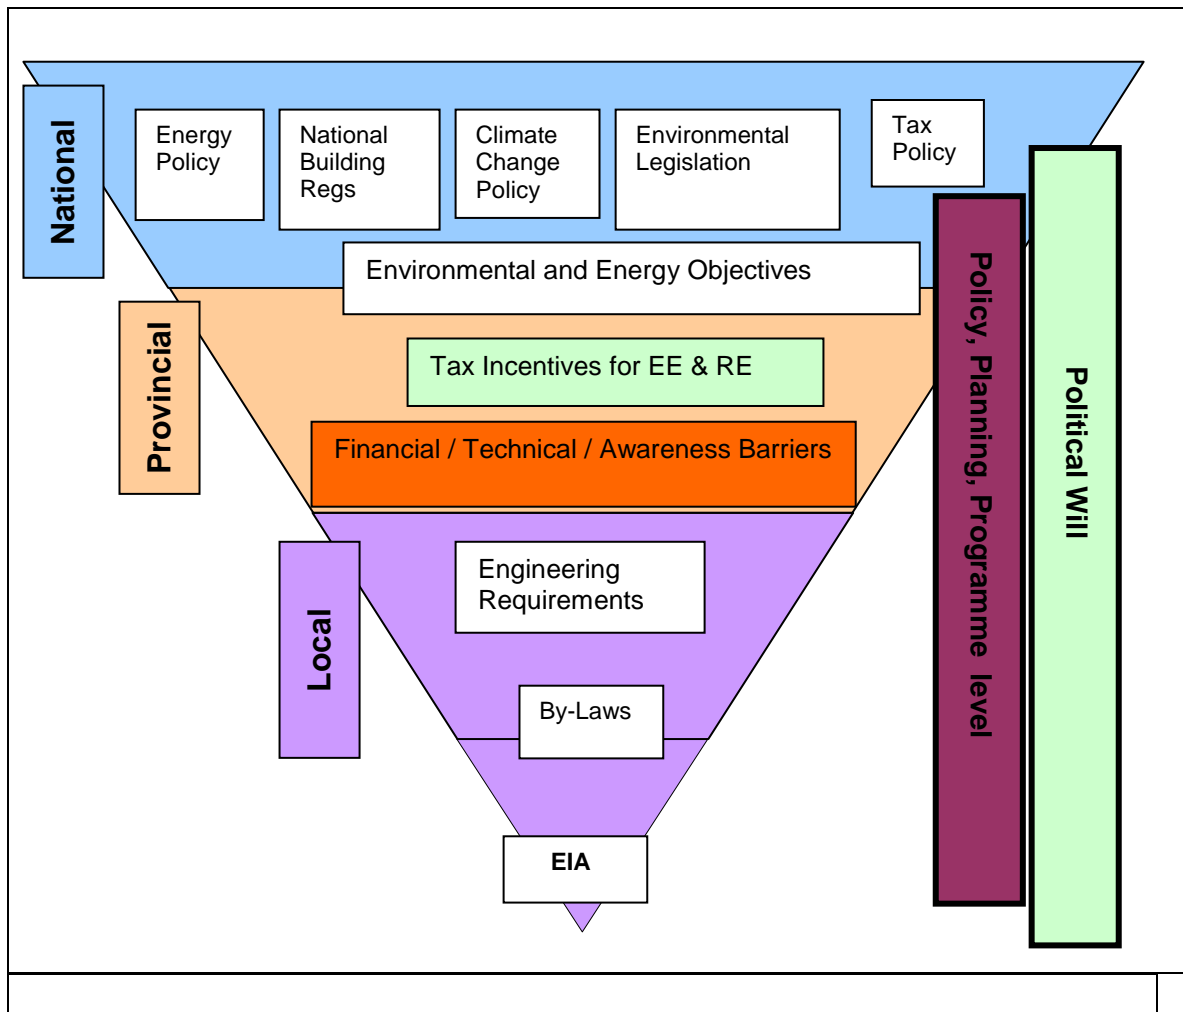 National
Energy
Policy
National
Building
Regs
Climate
Change
Policy
Environmental
Legislation
Tax
Policy
Environmental and Energy Objectives
Provincial
Tax Incentives for EE & RE
Financial / Technical / Awareness Barriers
Local
Engineering
Requirements
By-Laws
EIA
Policy, Planning, Programme level
Political Will